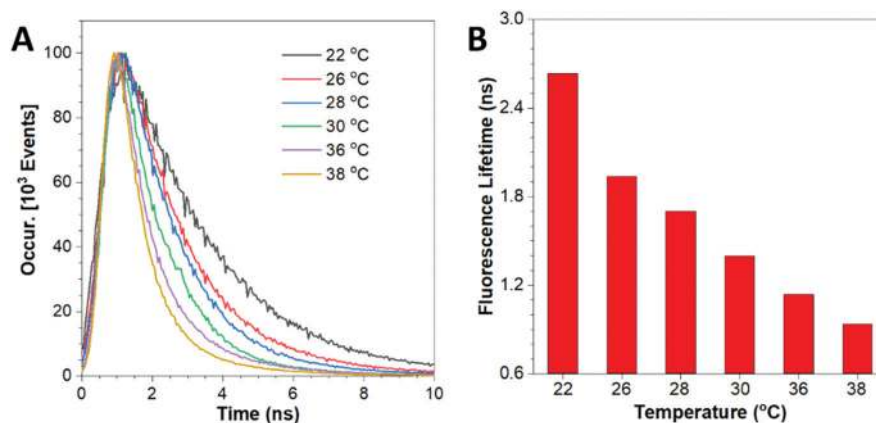 A
Occur. [10³ Events]
100
80
60
40
20
0
0 2 4 6 8 10
Time (ns)
22 °C
26 °C
28 °C
30 °C
36 °C
38 °C
B
Fluorescence Lifetime (ns)
3.0
2.4
1.8
1.2
0.6
22 26 28 30 36 38
Temperature (°C)